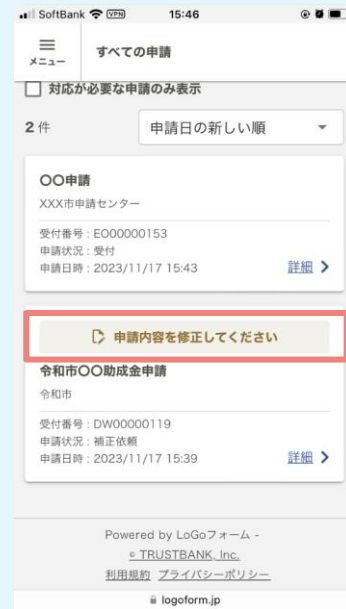 SoftBank VPN 15:46
メニュー すべての申請
対応が必要な申請のみ表示
2 件 申請日の新しい順
〇〇申請
XXX市申請センター
受付番号 : EO00000153
申請状況 : 受付
申請日時 : 2023/11/17 15:43 詳細
申請内容を修正してください
令和市〇〇助成金申請
令和市
受付番号 : DW00000119
申請状況 : 補正依頼
申請日時 : 2023/11/17 15:39 詳細
Powered by LoGoフォーム -
© TRUSTBANK, Inc.
利用規約 プライバシーポリシー
logoform.jp